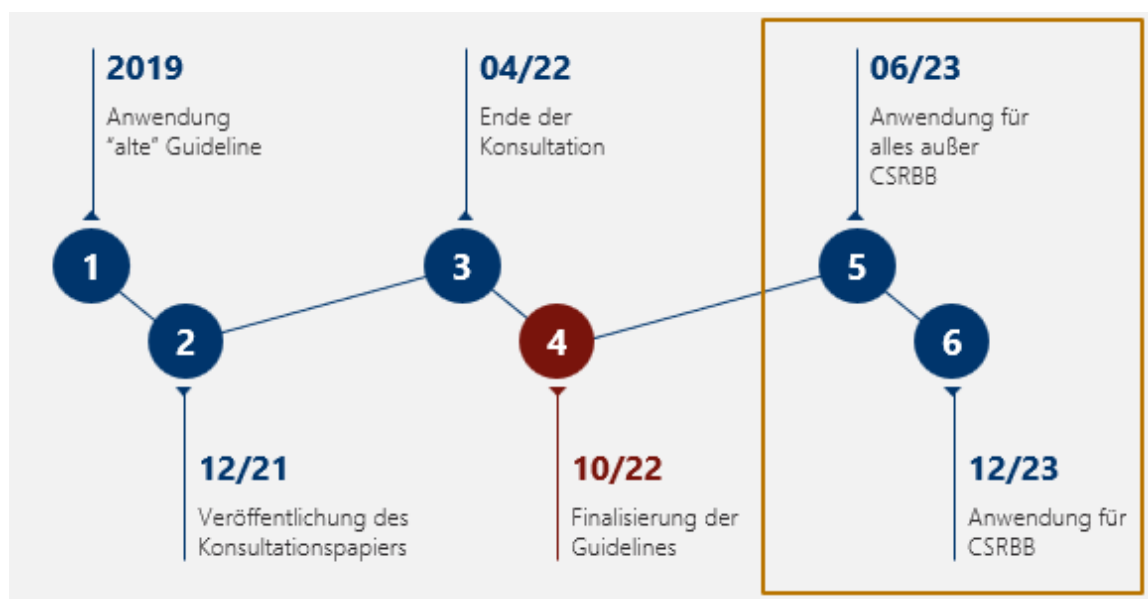 2019
Anwendung
"alte" Guideline
1
12/21
Veröffentlichung des
Konsultationspapiers
2
04/22
Ende der
Konsultation
3
10/22
Finalisierung der
Guidelines
4
06/23
Anwendung für
alles außer
CSRBB
5
12/23
Anwendung für
CSRBB
6